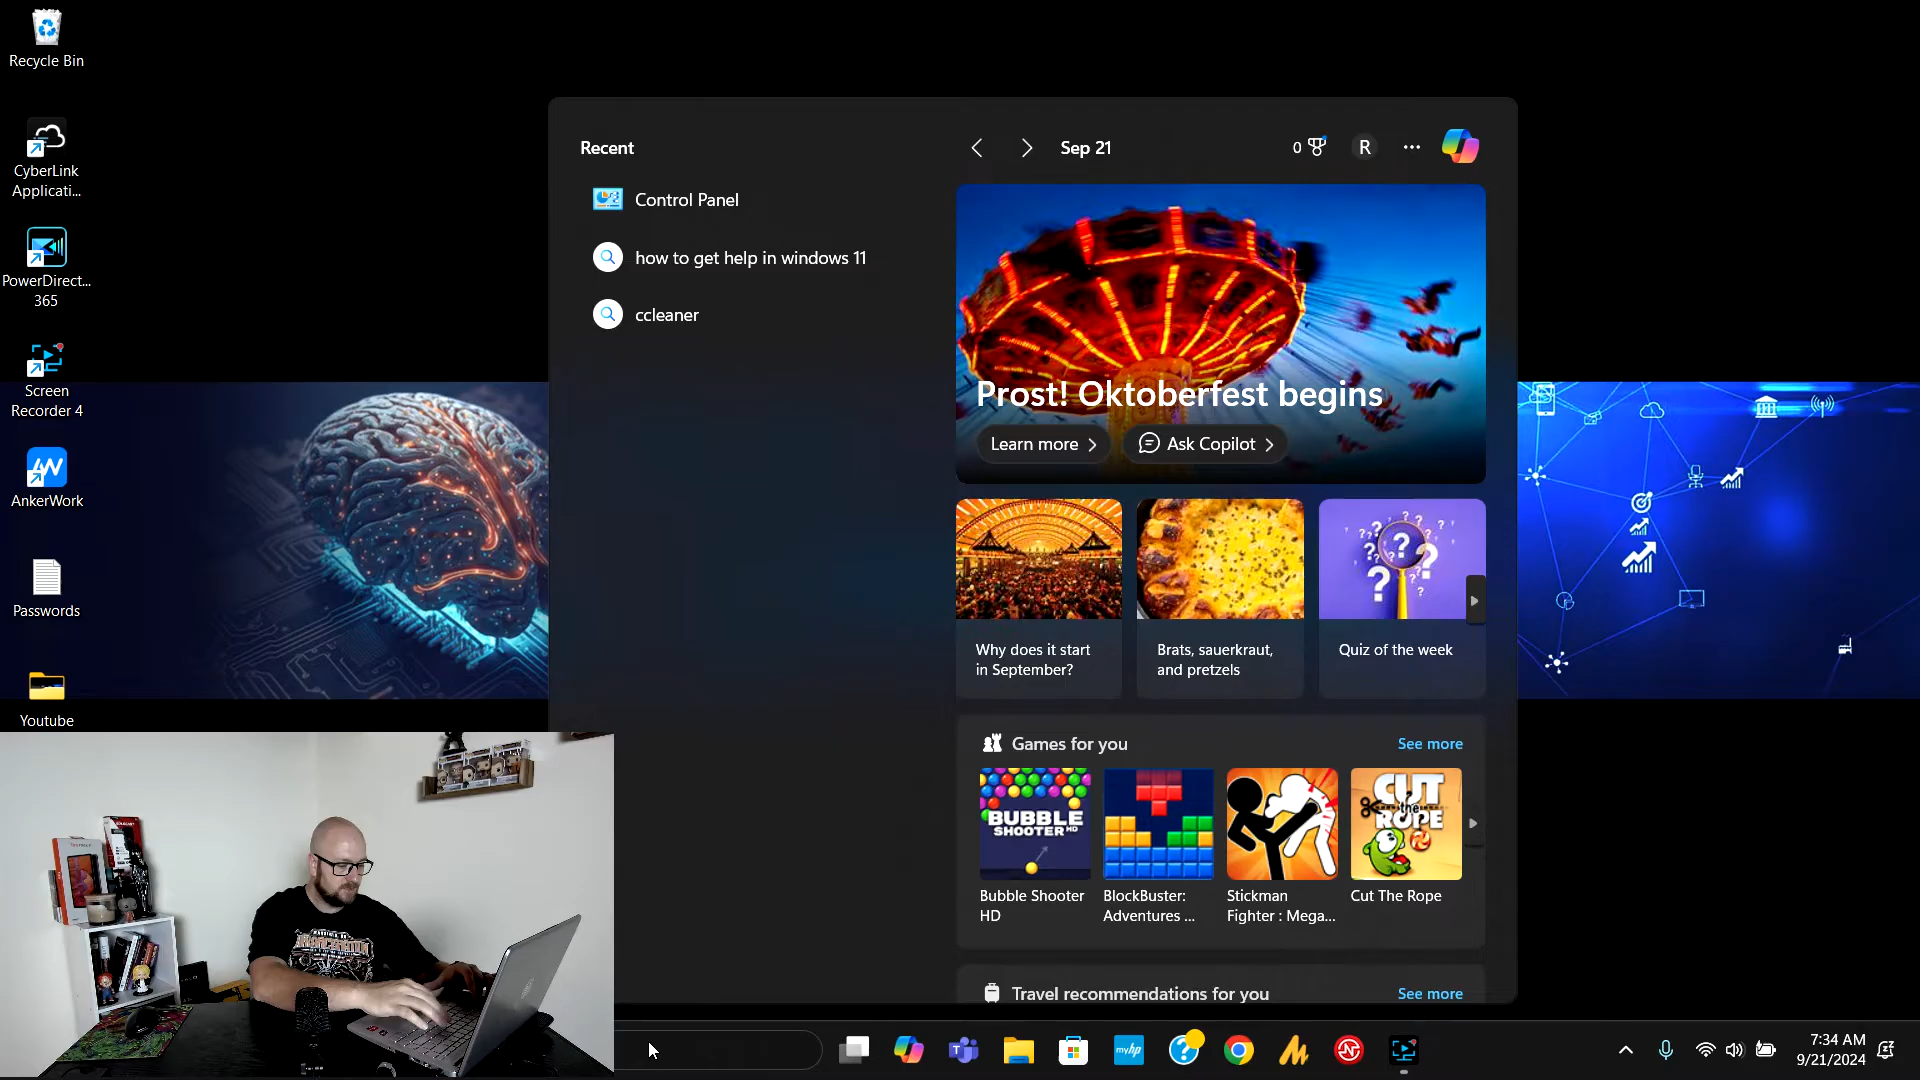 Recycle Bin
CyberLink
Applicati...
PowerDirect...
365
Screen
Recorder 4
AnkerWork
Passwords
Youtube
Recent
Control Panel
how to get help in windows 11
ccleaner
Sep 21
0
R
Prost! Oktoberfest begins
Learn more
Ask Copilot
Why does it start
in September?
Brats, sauerkraut,
and pretzels
Quiz of the week
Games for you
See more
BUBBLE
SHOOTER HD
CUT
the
ROPE
Bubble Shooter
HD
BlockBuster:
Adventures ...
Stickman
Fighter : Mega...
Cut The Rope
Travel recommendations for you
See more
myhp
7:34 AM
9/21/2024